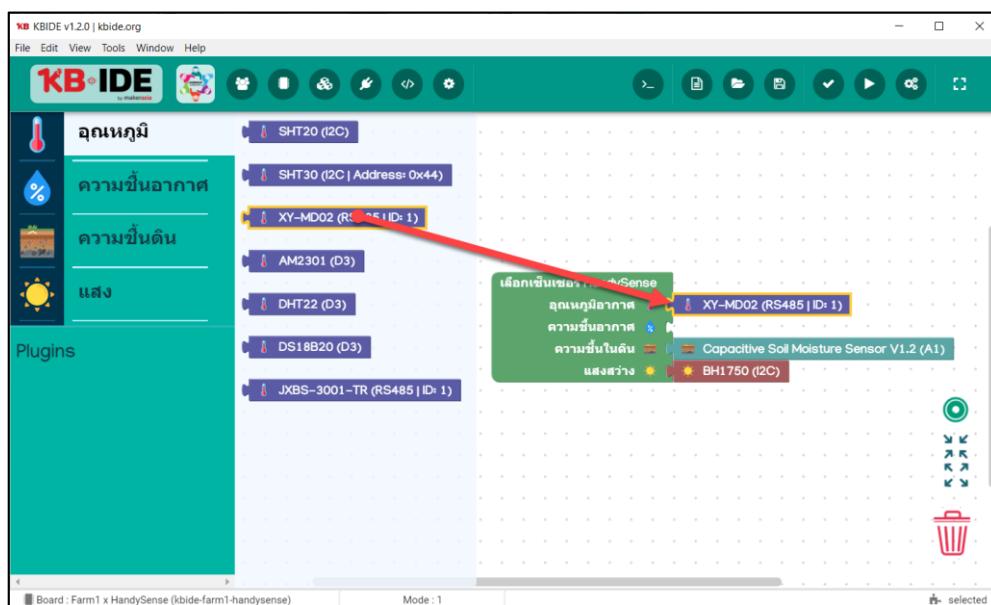 KB KBIDE v1.2.0 | kbide.org
File Edit View Tools Window Help
KB IDE
by makerasia
อุณหภูมิ
ความชื้นอากาศ
ความชื้นดิน
แสง
Plugins
SHT20 (I2C)
SHT30 (I2C | Address: 0x44)
XY-MD02 (RS485 | ID: 1)
AM2301 (D3)
DHT22 (D3)
DS18B20 (D3)
JXBS-3001-TR (RS485 | ID: 1)
เลือกเซ็นเซอร์ HandySense
อุณหภูมิอากาศ XY-MD02 (RS485 | ID: 1)
ความชื้นอากาศ
ความชื้นในดิน Capacitive Soil Moisture Sensor V1.2 (A1)
แสงสว่าง BH1750 (I2C)
Board : Farm1 x HandySense (kbide-farm1-handysense) Mode : 1 selected